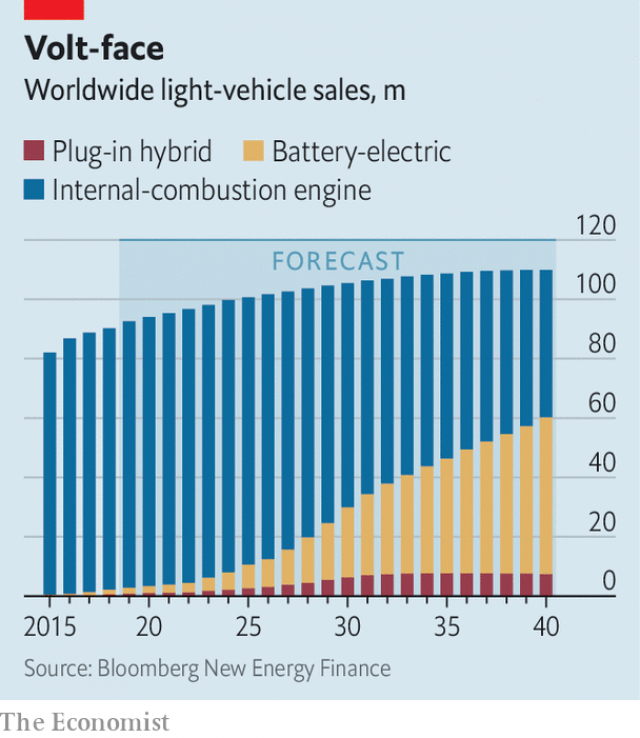 Volt-face
Worldwide light-vehicle sales, m
Plug-in hybrid Battery-electric
Internal-combustion engine
120
FORECAST
100
80
60
40
20
0
2015 20 25 30 35 40
Source: Bloomberg New Energy Finance
The Economist